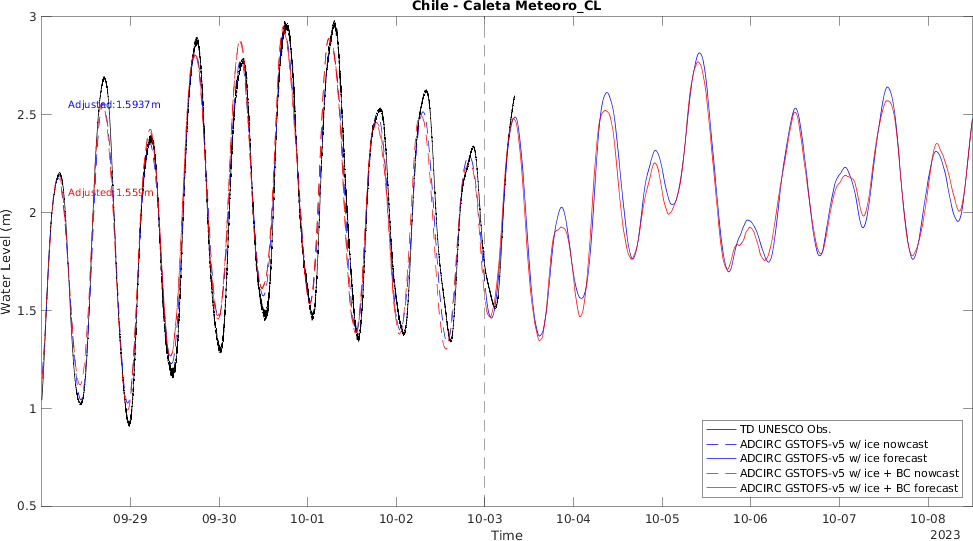 Chile - Caleta Meteoro_CL
3
2.5
2
1.5
1
0.5
Water Level (m)
Adjusted:1.5937m
Adjusted:1.559m
TD UNESCO Obs.
ADCIRC GSTOFS-v5 w/ ice nowcast
ADCIRC GSTOFS-v5 w/ ice forecast
ADCIRC GSTOFS-v5 w/ ice + BC nowcast
ADCIRC GSTOFS-v5 w/ ice + BC forecast
09-29 09-30 10-01 10-02 10-03 10-04 10-05 10-06 10-07 10-08
2023
Time